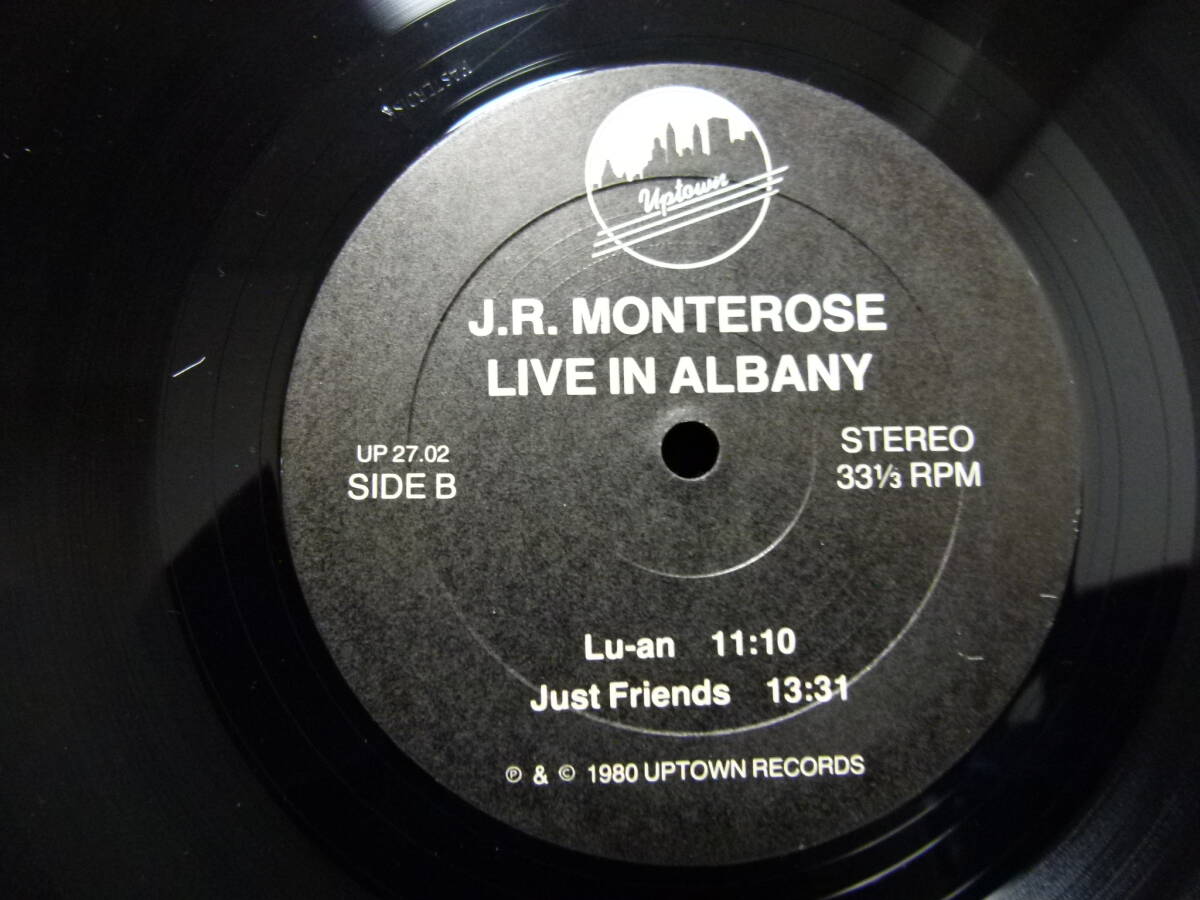 MASTERDISK
Uptown
J.R. MONTEROSE
LIVE IN ALBANY
UP 27.02
SIDE B
STEREO
33⅓ RPM
Lu-an 11:10
Just Friends 13:31
℗ & © 1980 UPTOWN RECORDS